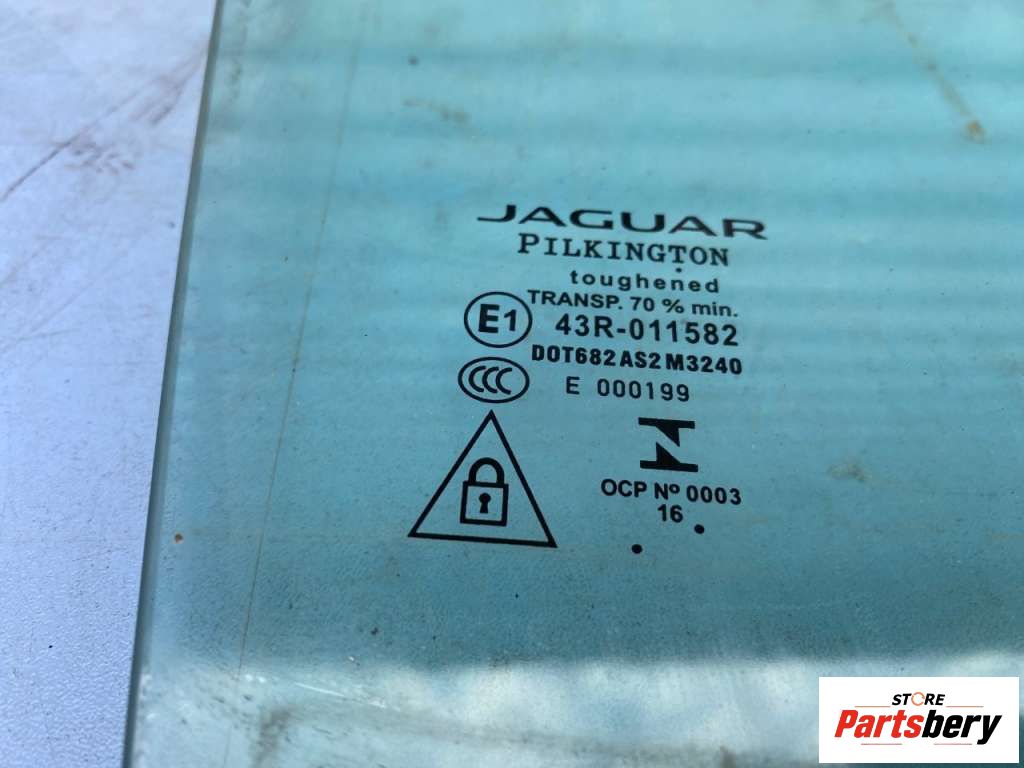 JAGUAR
PILKINGTON
toughened
TRANSP. 70 % min.
E1 43R-011582
DOT682 AS2 M3240
CCC E 000199
OCP Nº 0003
16
STORE
Partsbery